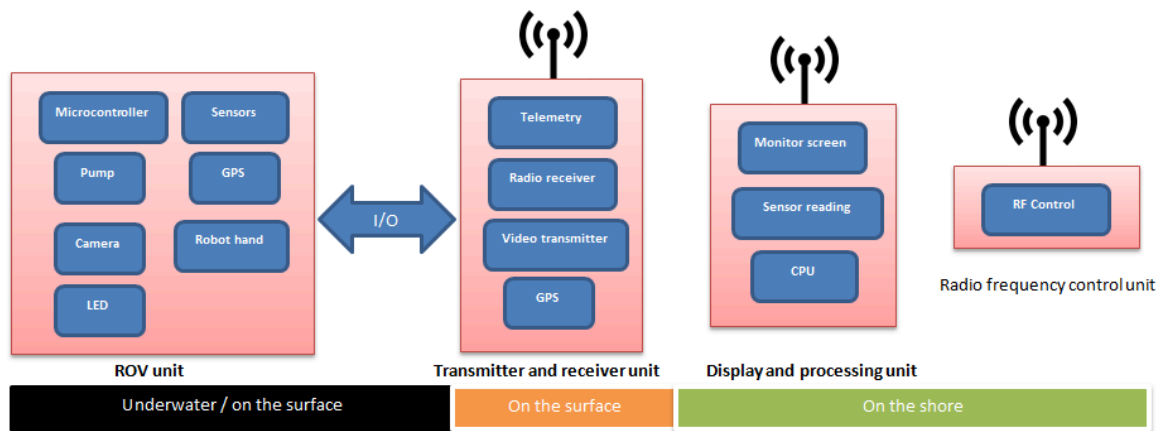 Microcontroller
Sensors
Pump
GPS
Camera
Robot hand
LED
ROV unit
I/O
Telemetry
Radio receiver
Video transmitter
GPS
Transmitter and receiver unit
Monitor screen
Sensor reading
CPU
Display and processing unit
RF Control
Radio frequency control unit
Underwater / on the surface
On the surface
On the shore